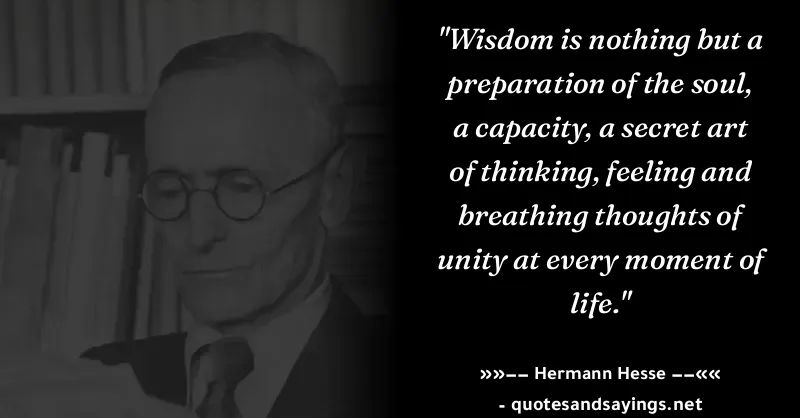 "Wisdom is nothing but a
preparation of the soul,
a capacity, a secret art
of thinking, feeling and
breathing thoughts of
unity at every moment of
life."
»»–– Hermann Hesse ––««
- quotesandsayings.net